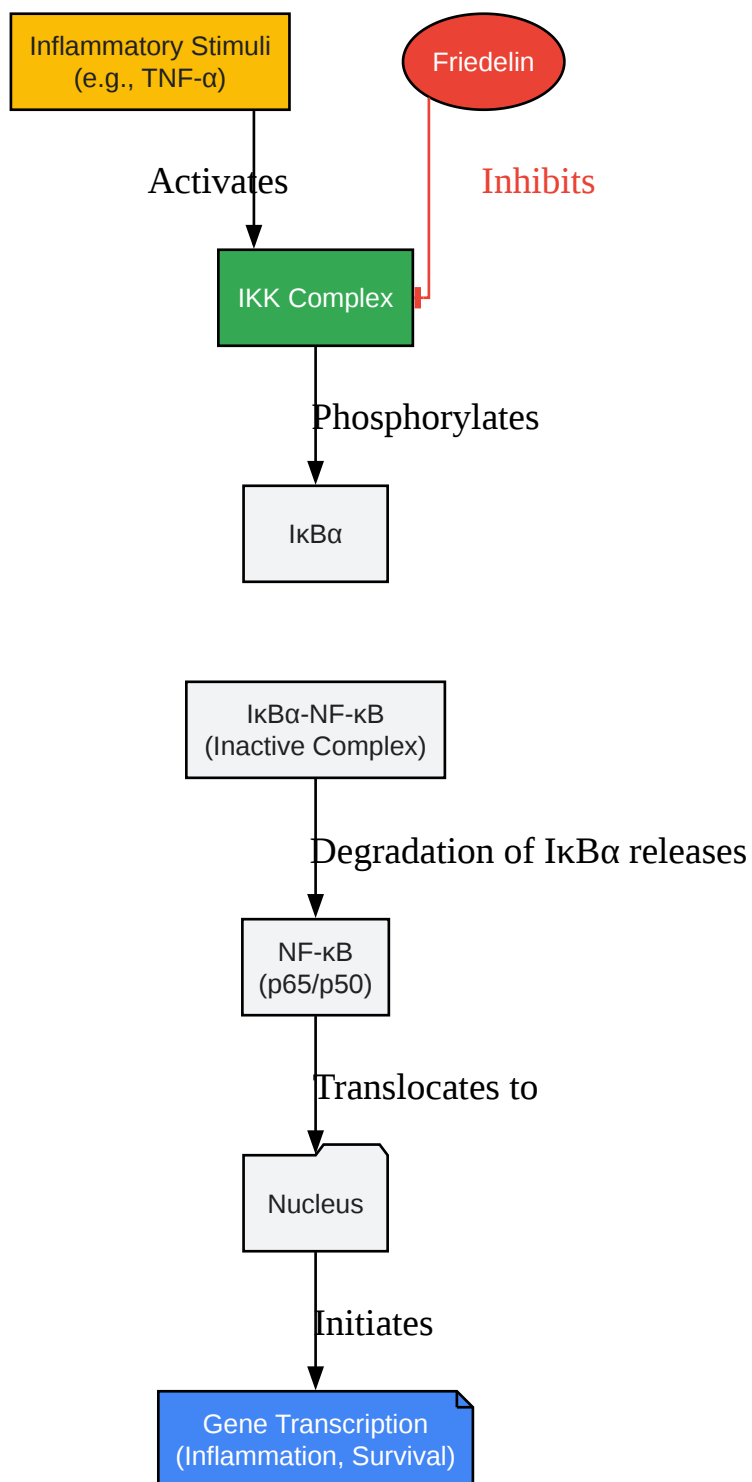 Inflammatory Stimuli
(e.g., TNF-α)
Friedelin
Activates
Inhibits
IKK Complex
Phosphorylates
IκBα
IκBα-NF-κB
(Inactive Complex)
Degradation of IκBα releases
NF-κB
(p65/p50)
Translocates to
Nucleus
Initiates
Gene Transcription
(Inflammation, Survival)